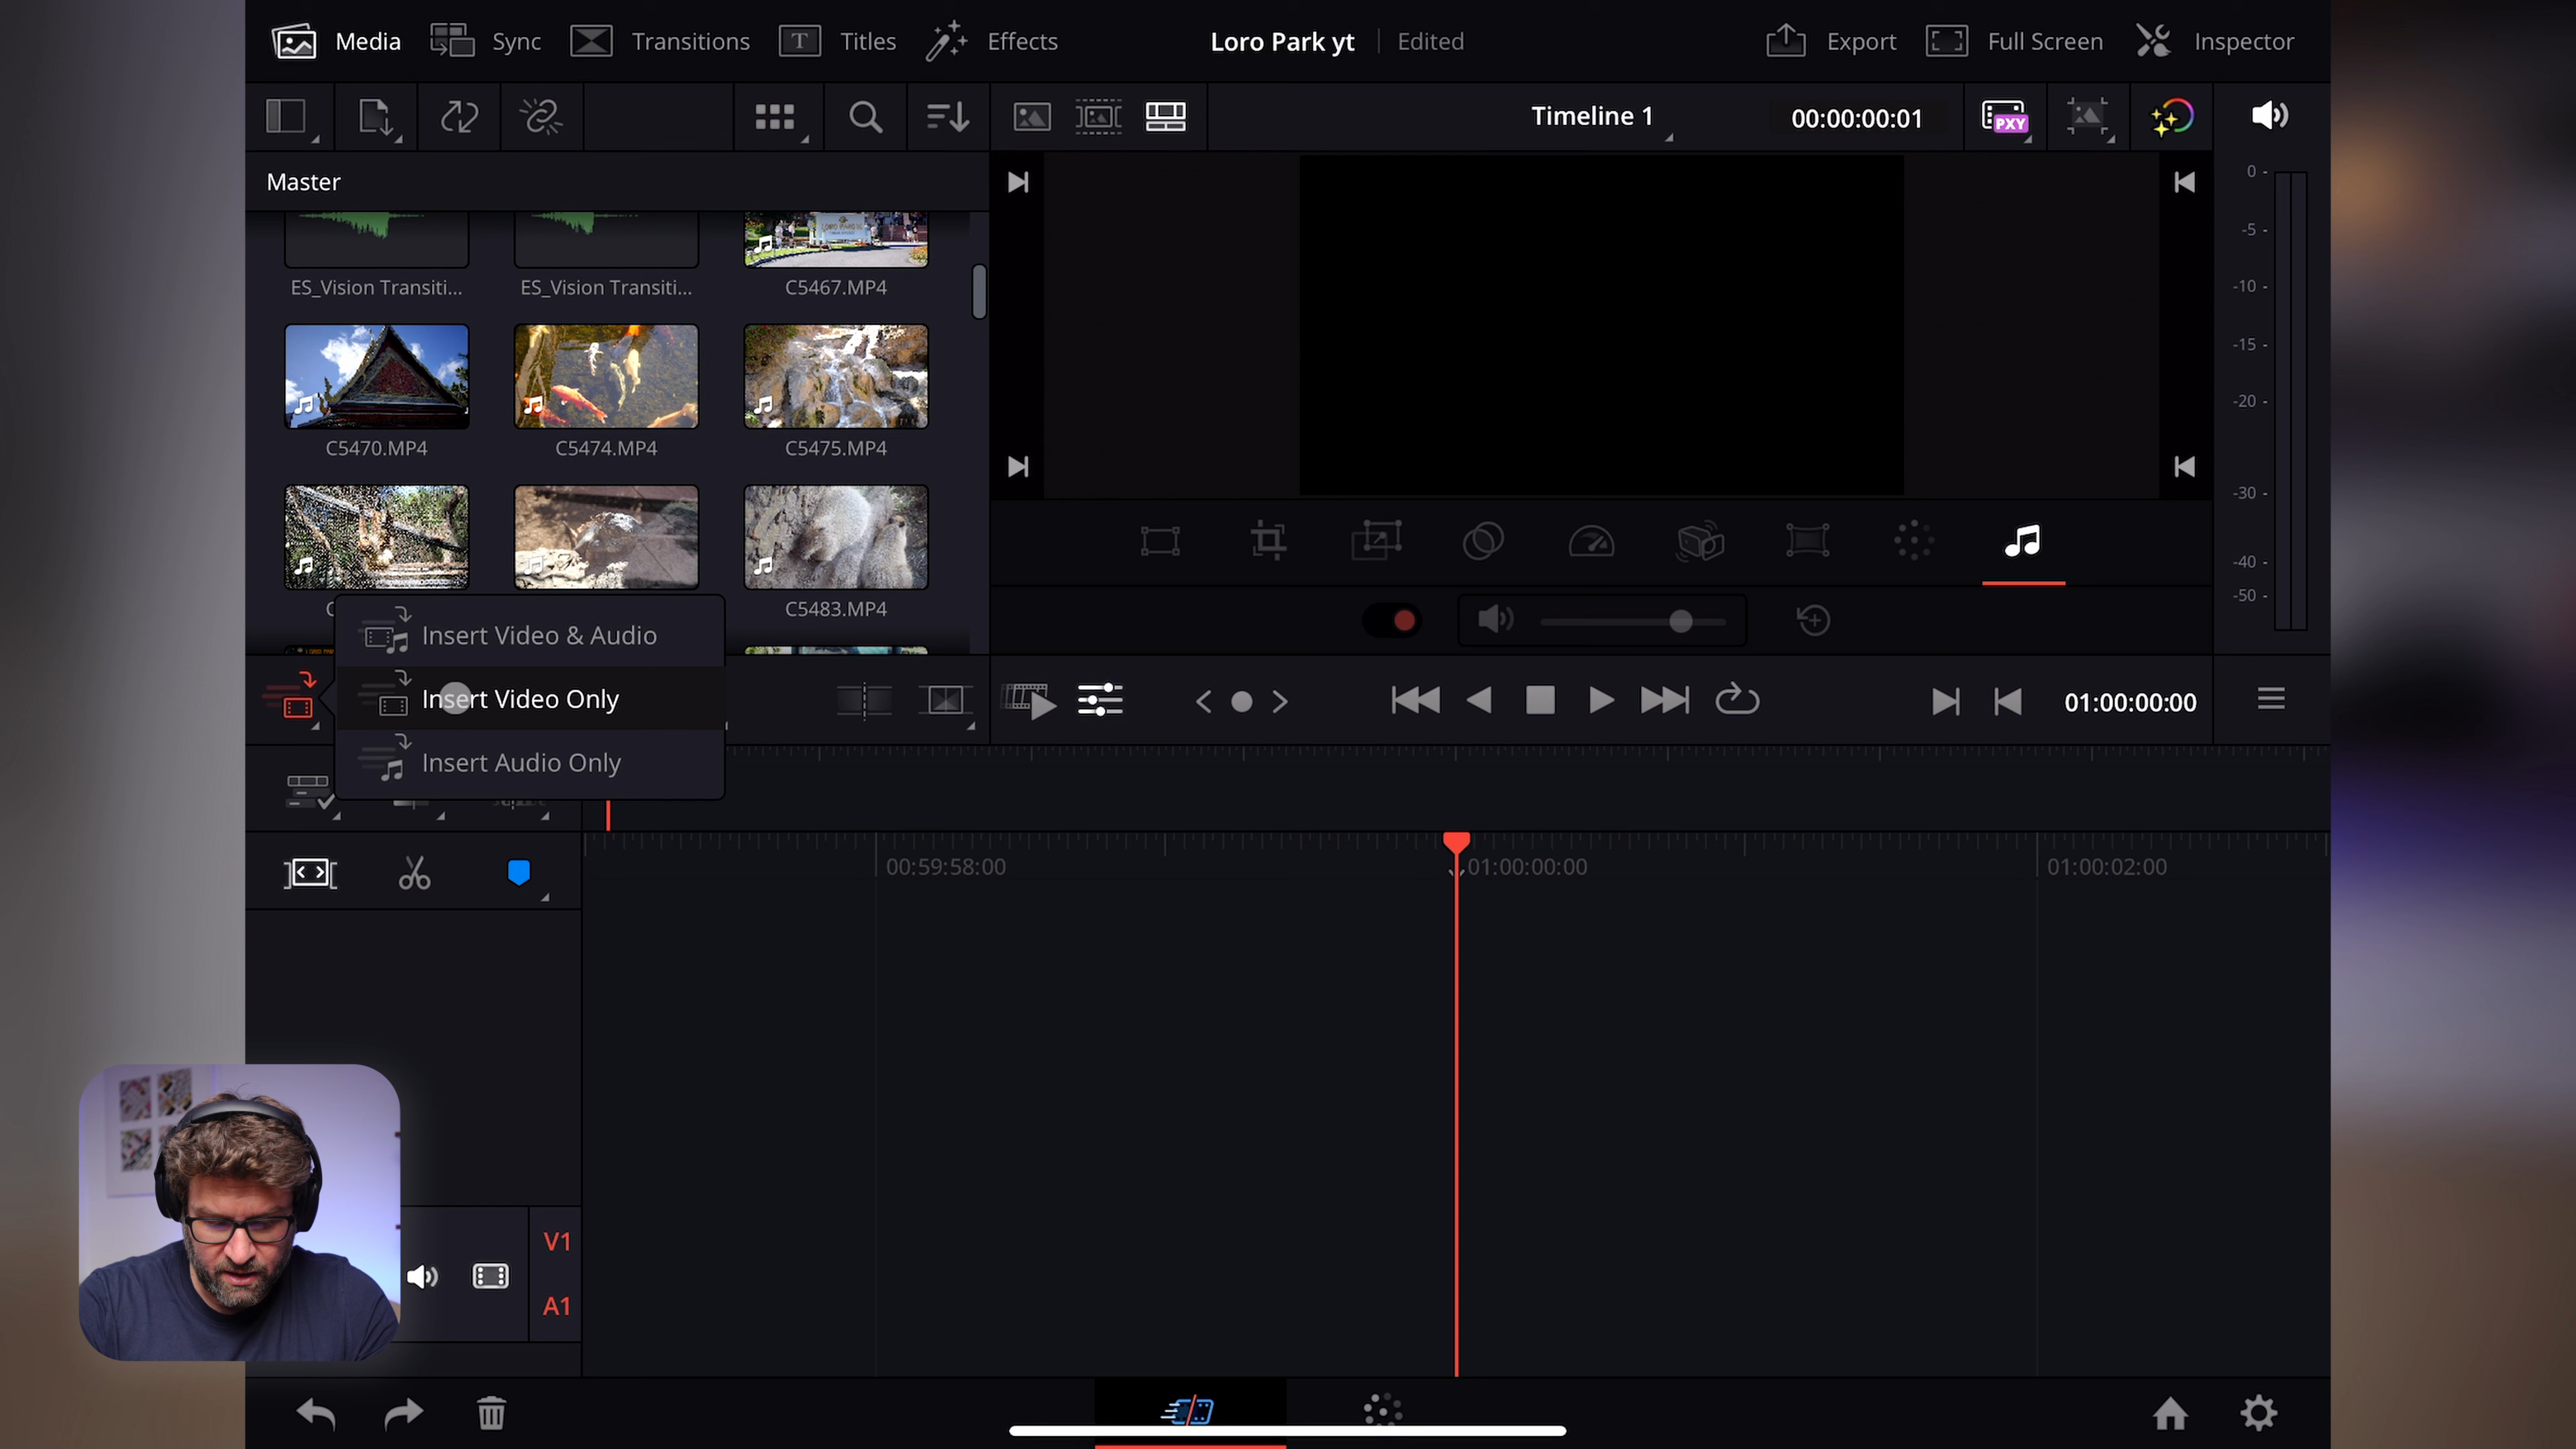 Media
Sync
Transitions
Titles
Effects
Loro Park yt
Edited
Export
Full Screen
Inspector
Timeline 1
00:00:00:01
PXY
Master
0
-5
-10
-15
-20
-30
-40
-50
ES_Vision Transiti...
ES_Vision Transiti...
LORO PARQUE
C5467.MP4
C5470.MP4
C5474.MP4
C5475.MP4
C
C5483.MP4
Insert Video & Audio
Insert Video Only
Insert Audio Only
01:00:00:00
00:59:58:00
01:00:00:00
01:00:02:00
V1
A1